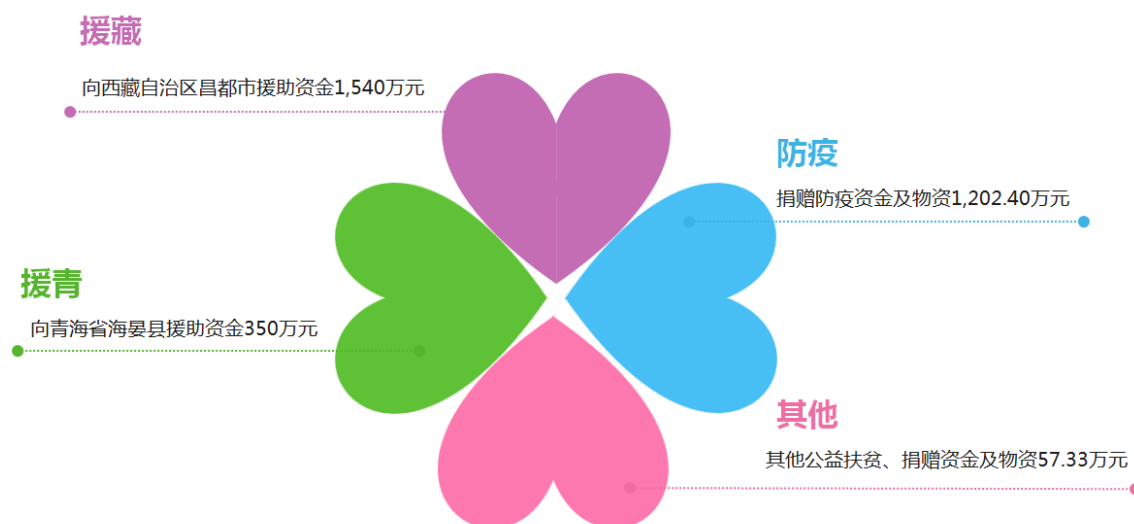 援藏
向西藏自治区昌都市援助资金1,540万元
防疫
捐赠防疫资金及物资1,202.40万元
援青
向青海省海晏县援助资金350万元
其他
其他公益扶贫、捐赠资金及物资57.33万元